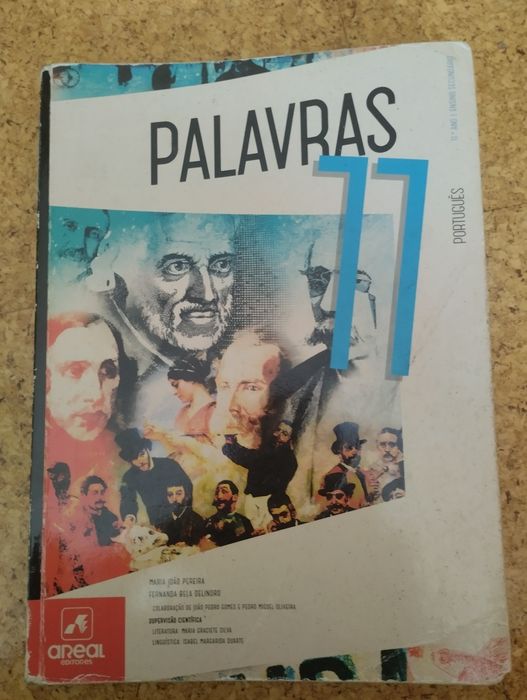 PALAVRAS
11
PORTUGUÊS
11.º ANO | ENSINO SECUNDÁRIO
MARIA JOÃO PEREIRA
FERNANDA BELA DELINDRO
COLABORAÇÃO DE JOÃO PEDRO GOMES E PEDRO MIGUEL OLIVEIRA
SUPERVISÃO CIENTÍFICA
LITERATURA: MARIA GRACIETE SILVA
LINGUÍSTICA: ISABEL MARGARIDA DUARTE
AREAL
EDITORES